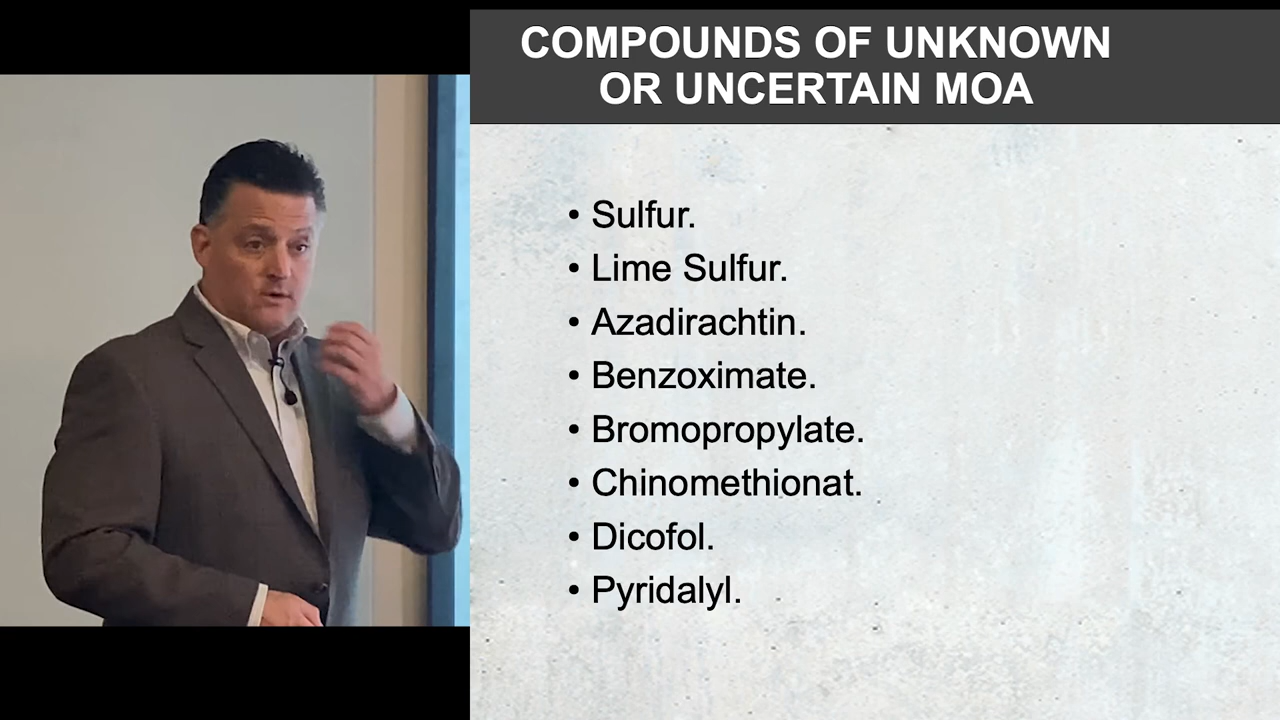 COMPOUNDS OF UNKNOWN
OR UNCERTAIN MOA
• Sulfur.
• Lime Sulfur.
• Azadirachtin.
• Benzoximate.
• Bromopropylate.
• Chinomethionat.
• Dicofol.
• Pyridalyl.